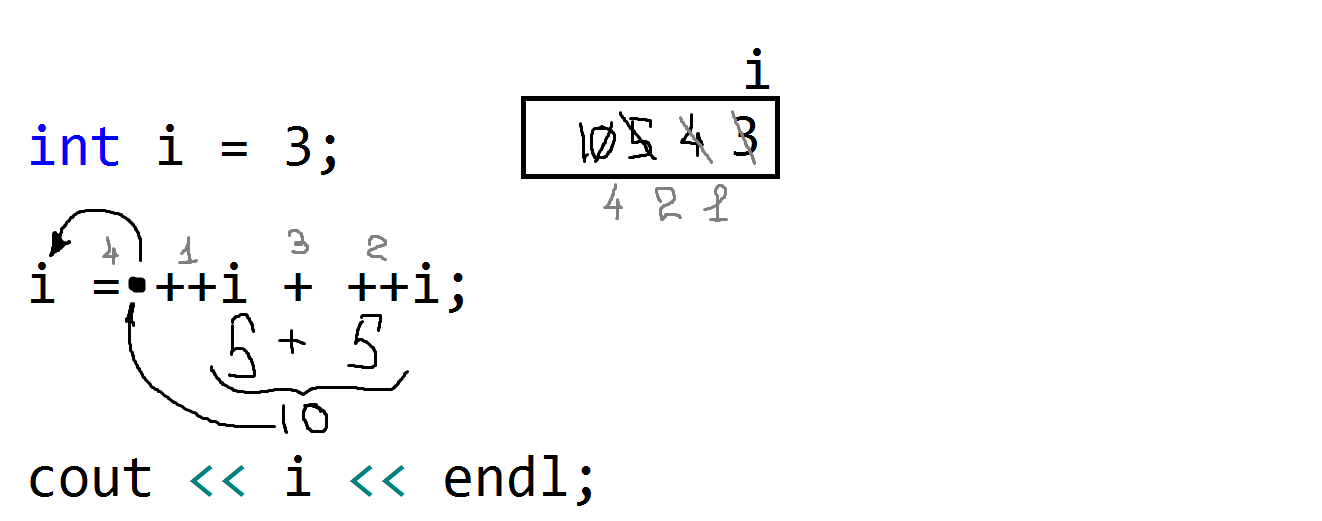 i
int i = 3;
10 5 4 3
4 2 1
4 1 3 2
i = ++i + ++i;
5 + 5
10
cout << i << endl;